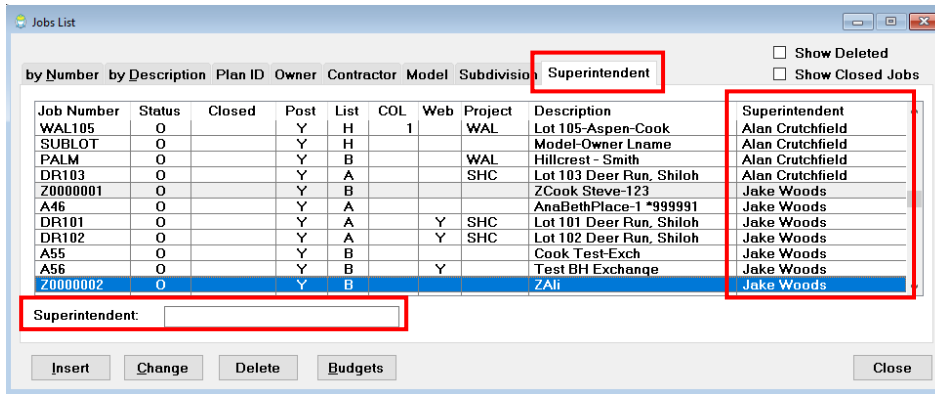 Jobs List
Show Deleted
by Number by Description Plan ID Owner Contractor Model Subdivision Superintendent Show Closed Jobs
Job Number Status Closed Post List COL Web Project Description Superintendent
WAL105 O Y H 1 WAL Lot 105-Aspen-Cook Alan Crutchfield
SUBLOT O Y H Model-Owner Lname Alan Crutchfield
PALM O Y B WAL Hillcrest - Smith Alan Crutchfield
DR103 O Y A SHC Lot 103 Deer Run, Shiloh Alan Crutchfield
Z0000001 O Y B ZCook Steve-123 Jake Woods
A46 O Y A AnaBethPlace-1 *999991 Jake Woods
DR101 O Y A Y SHC Lot 101 Deer Run, Shiloh Jake Woods
DR102 O Y A Y SHC Lot 102 Deer Run, Shiloh Jake Woods
A55 O Y B Cook Test-Exch Jake Woods
A56 O Y B Y Test BH Exchange Jake Woods
Z0000002 O Y B ZAli Jake Woods
Superintendent:
Insert Change Delete Budgets Close